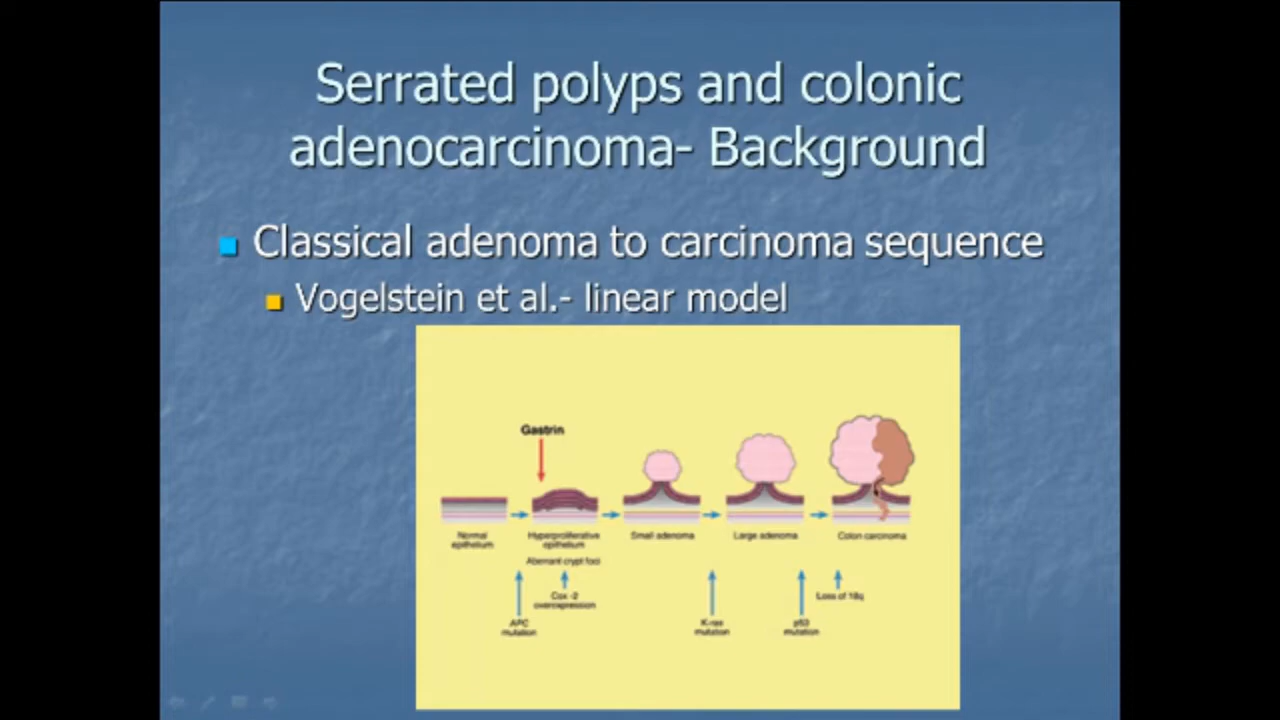 Serrated polyps and colonic
adenocarcinoma- Background
Classical adenoma to carcinoma sequence
Vogelstein et al.- linear model
Gastrin
Normal
epithelium
Hyperproliferative
epithelium
Aberrant crypt foci
Small adenoma
Large adenoma
Colon carcinoma
Cox -2
overexpression
Loss of 18q
APC
mutation
K-ras
mutation
p53
mutation